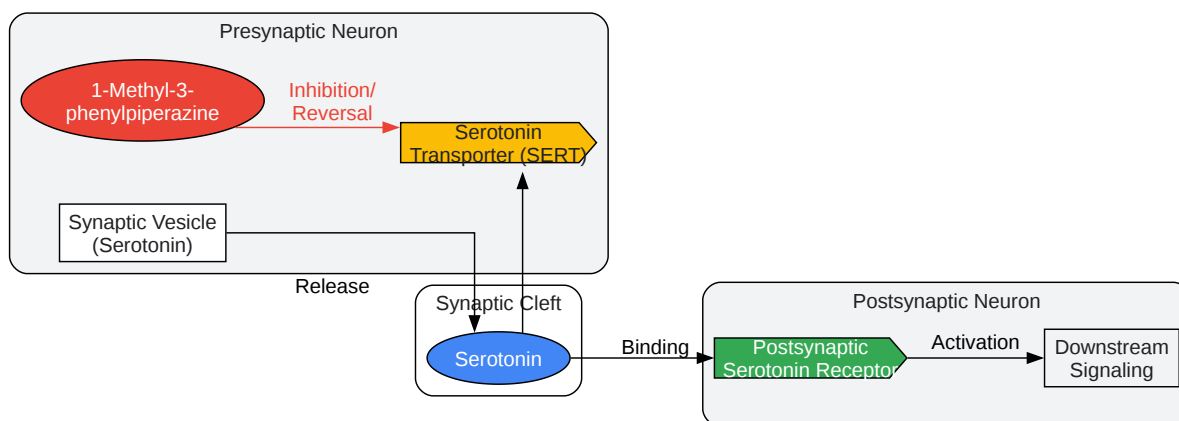 Presynaptic Neuron
1-Methyl-3-
phenylpiperazine
Inhibition/
Reversal
Serotonin
Transporter (SERT)
Synaptic Vesicle
(Serotonin)
Release
Synaptic Cleft
Serotonin
Binding
Postsynaptic Neuron
Postsynaptic
Serotonin Receptor
Activation
Downstream
Signaling